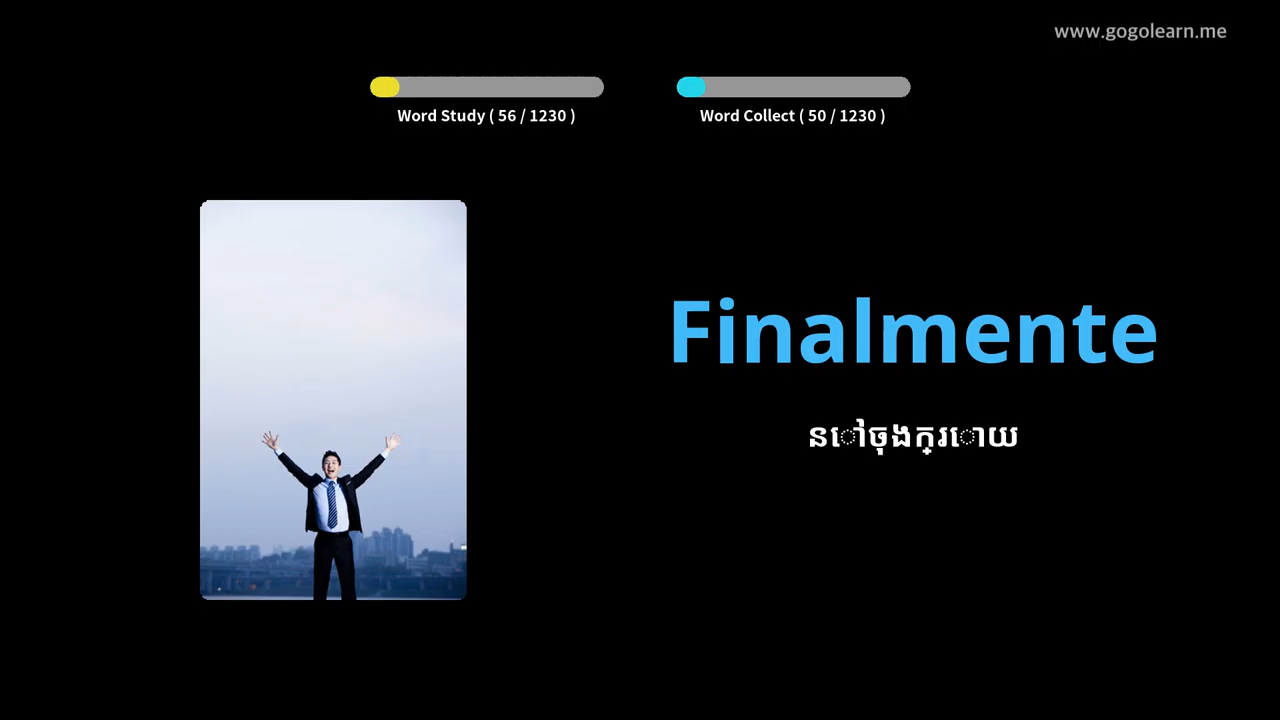 www.gogolearn.me
Word Study ( 56 / 1230 )
Word Collect ( 50 / 1230 )
Finalmente
នៅចុងក្រោយ